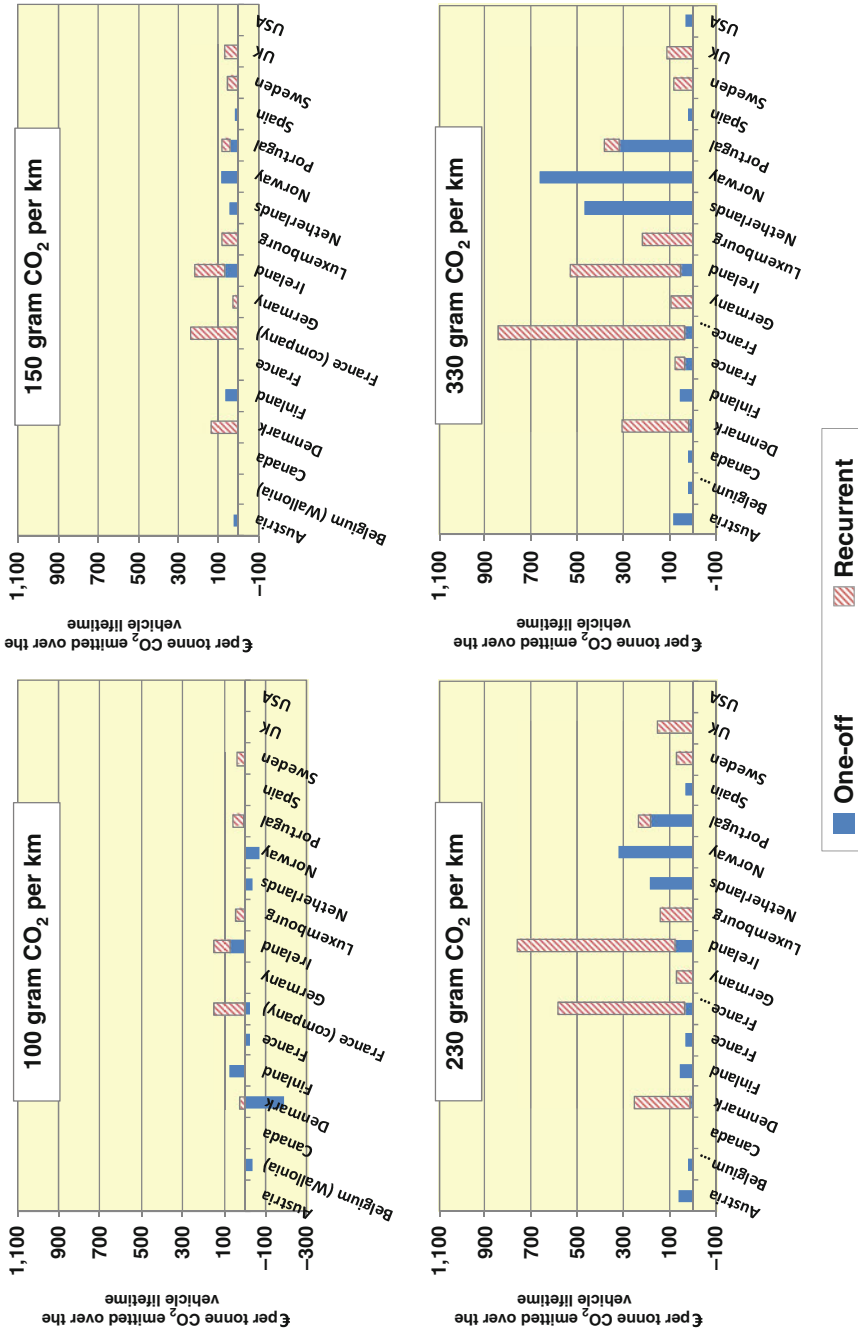 100 gram CO₂ per km
€ per tonne CO₂ emitted over the
vehicle lifetime
1,100
900
700
500
300
100
−100
−300
Austria
Belgium (Wallonia)
Canada
Denmark
Finland
France
France (company)
Germany
Ireland
Luxembourg
Netherlands
Norway
Portugal
Spain
Sweden
UK
USA
150 gram CO₂ per km
€ per tonne CO₂ emitted over the
vehicle lifetime
1,100
900
700
500
300
100
−100
Austria
Belgium (Wallonia)
Canada
Denmark
Finland
France
France (company)
Germany
Ireland
Luxembourg
Netherlands
Norway
Portugal
Spain
Sweden
UK
USA
230 gram CO₂ per km
€ per tonne CO₂ emitted over the
vehicle lifetime
1,100
900
700
500
300
100
−100
Austria
Belgium ...
Canada
Denmark
Finland
France
France ...
Germany
Ireland
Luxembourg
Netherlands
Norway
Portugal
Spain
Sweden
UK
USA
330 gram CO₂ per km
€ per tonne CO₂ emitted over the
vehicle lifetime
1,100
900
700
500
300
100
−100
Austria
Belgium ...
Canada
Denmark
Finland
France
France ...
Germany
Ireland
Luxembourg
Netherlands
Norway
Portugal
Spain
Sweden
UK
USA
One-off
Recurrent